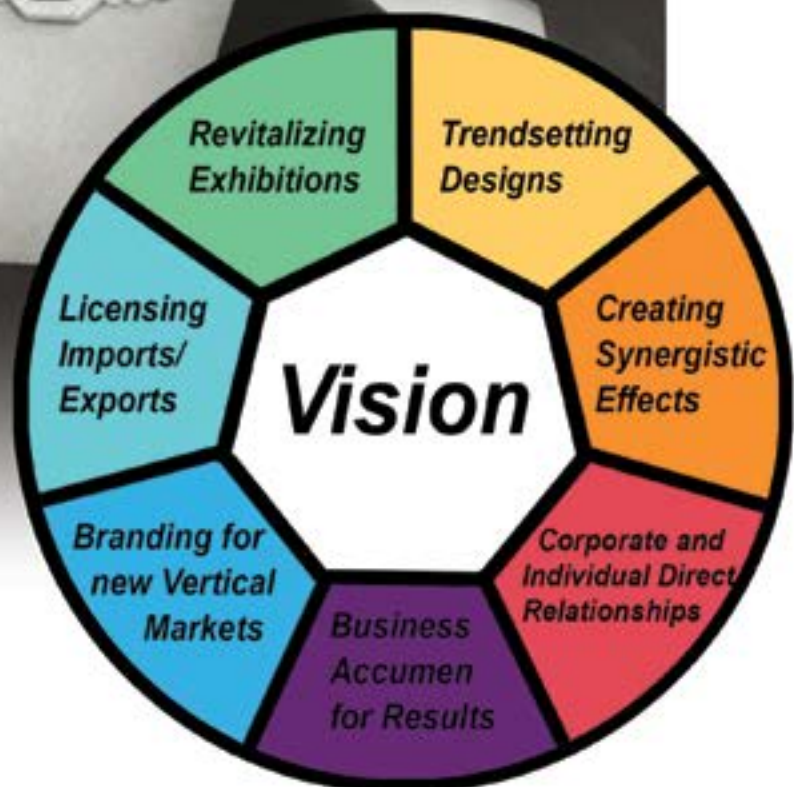 Revitalizing
Exhibitions
Trendsetting
Designs
Licensing
Imports/
Exports
Creating
Synergistic
Effects
Vision
Branding for
new Vertical
Markets
Corporate and
Individual Direct
Relationships
Business
Accumen
for Results